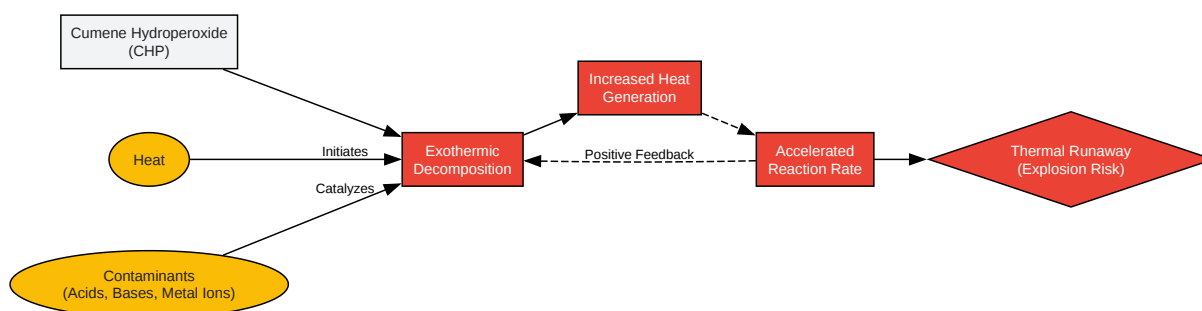 Cumene Hydroperoxide
(CHP)
Heat
Contaminants
(Acids, Bases, Metal Ions)
Initiates
Catalyzes
Exothermic
Decomposition
Increased Heat
Generation
Positive Feedback
Accelerated
Reaction Rate
Thermal Runaway
(Explosion Risk)